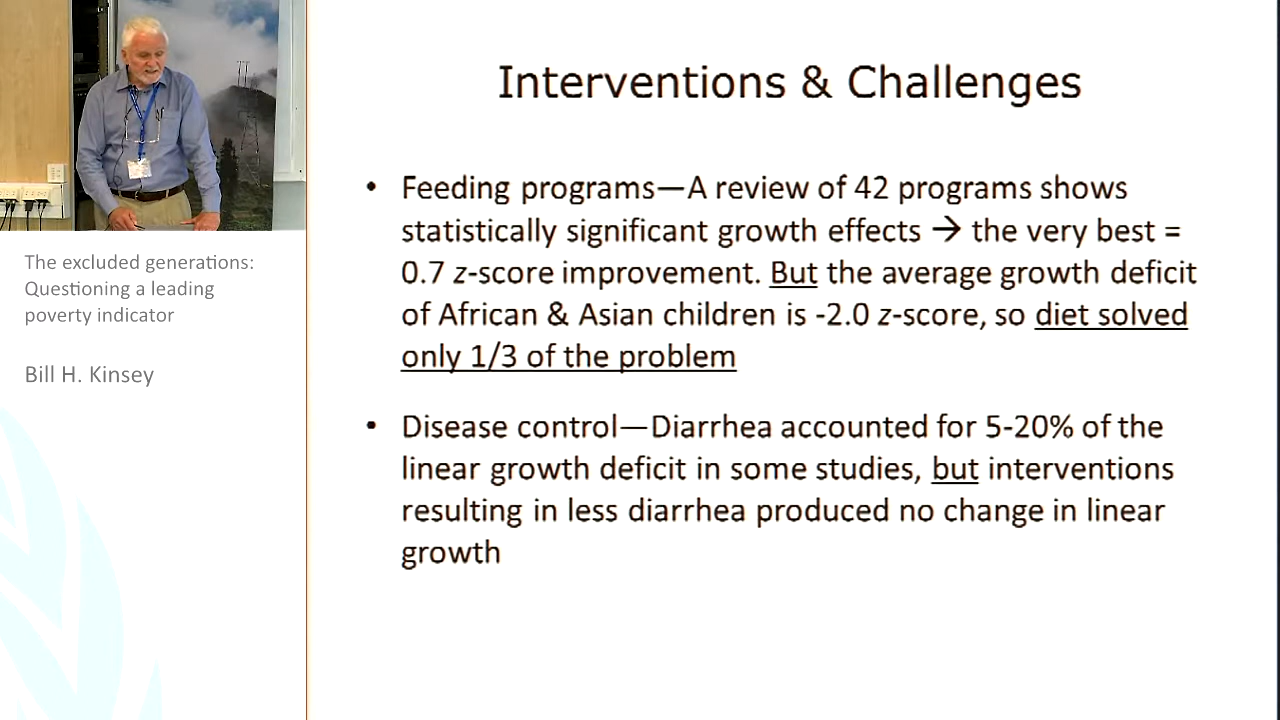 The excluded generations:
Questioning a leading
poverty indicator
Bill H. Kinsey
Interventions & Challenges
• Feeding programs—A review of 42 programs shows
statistically significant growth effects → the very best =
0.7 z-score improvement. But the average growth deficit
of African & Asian children is -2.0 z-score, so diet solved
only 1/3 of the problem
• Disease control—Diarrhea accounted for 5-20% of the
linear growth deficit in some studies, but interventions
resulting in less diarrhea produced no change in linear
growth